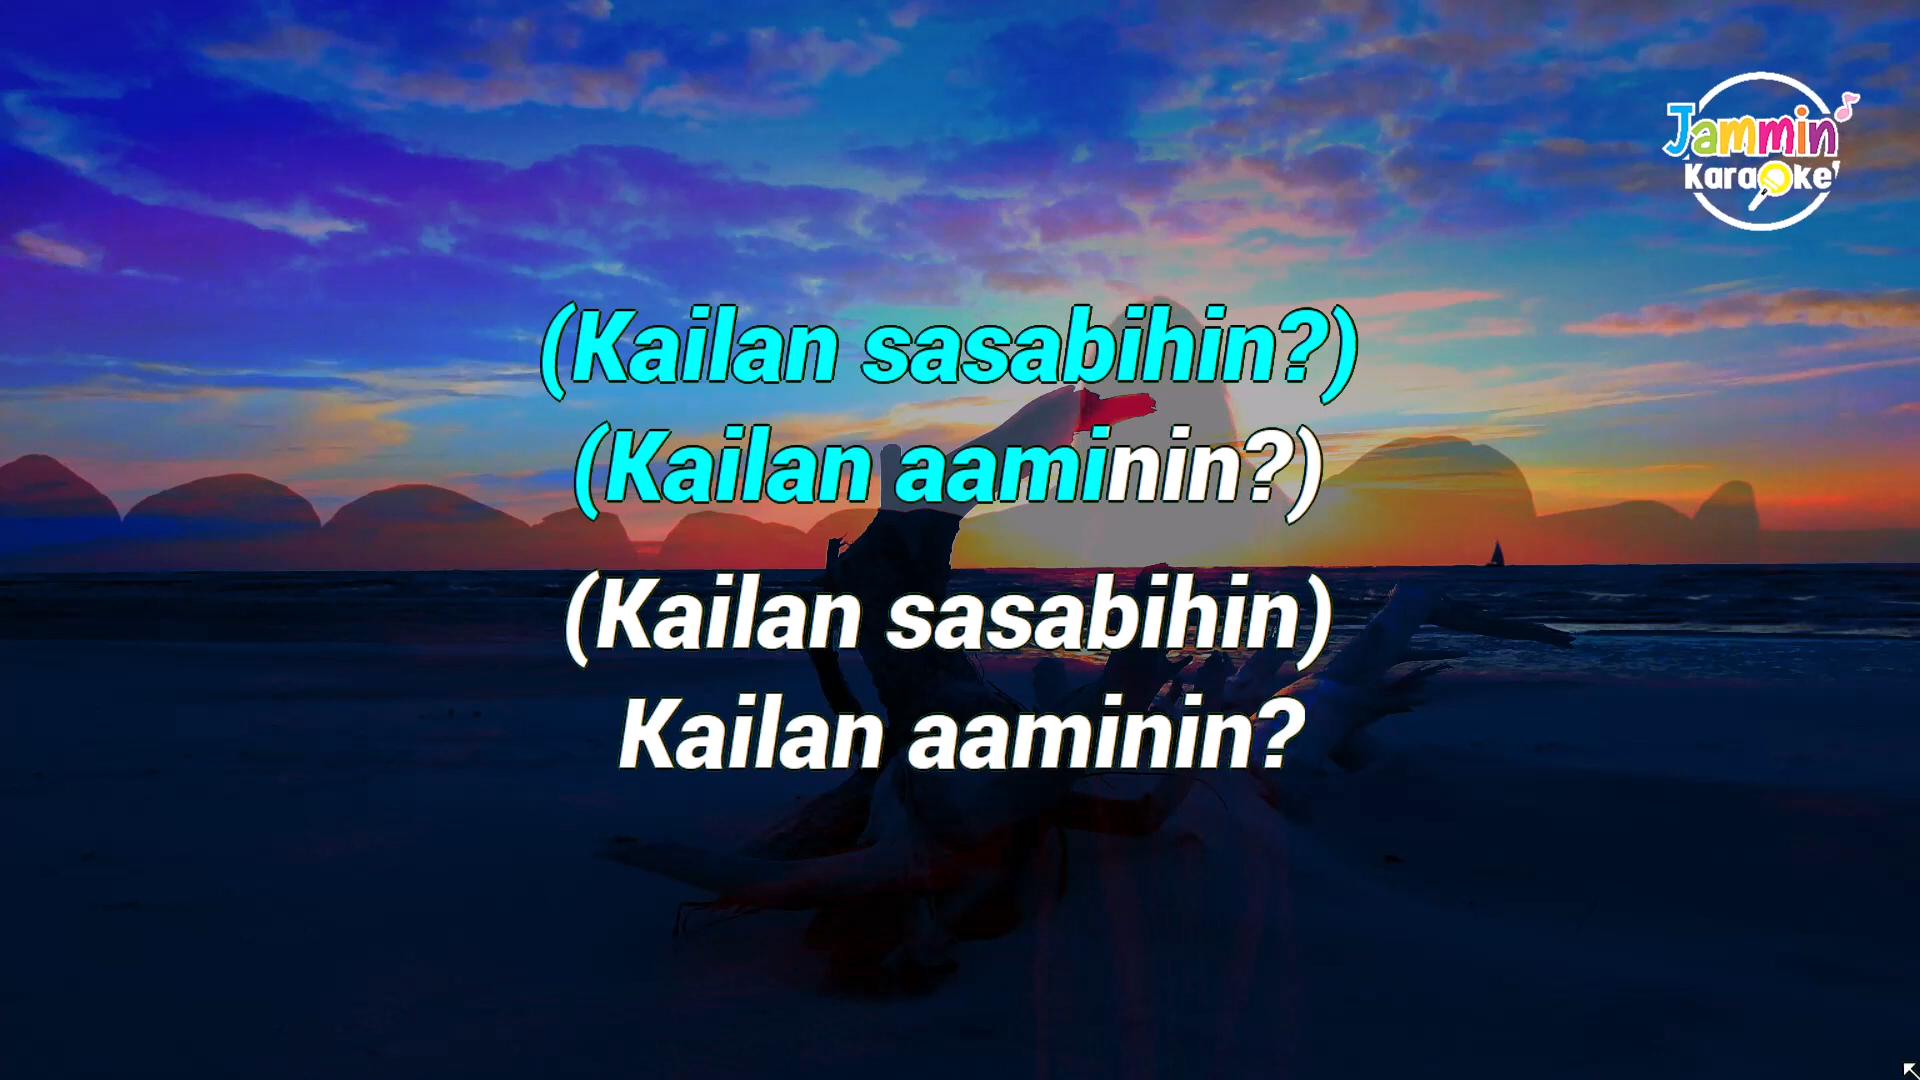 Jammin'
Karaoke
(Kailan sasabihin?)
(Kailan aaminin?)
(Kailan sasabihin)
Kailan aaminin?